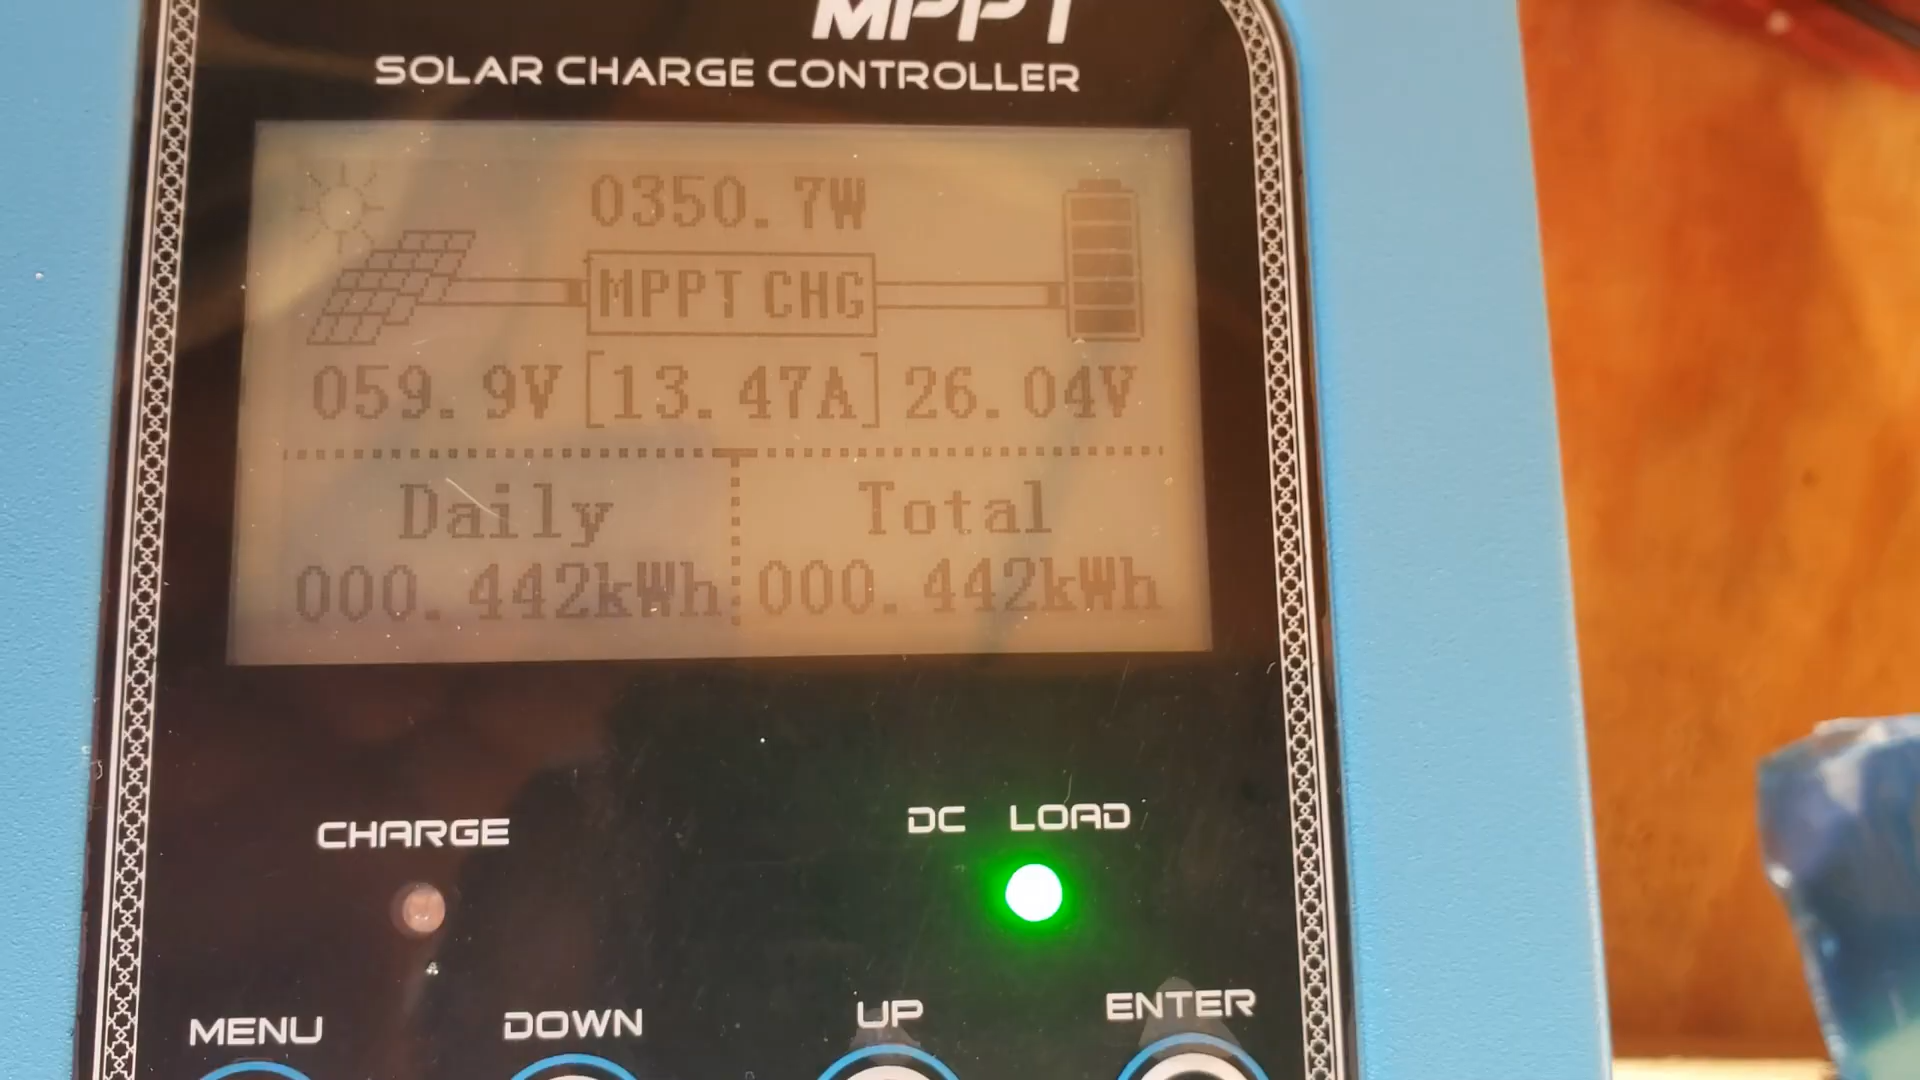 MPPT
SOLAR CHARGE CONTROLLER
0350.7W
MPPT CHG
059.9V [13.47A] 26.04V
Daily Total
000.442kWh 000.442kWh
CHARGE DC LOAD
MENU DOWN UP ENTER